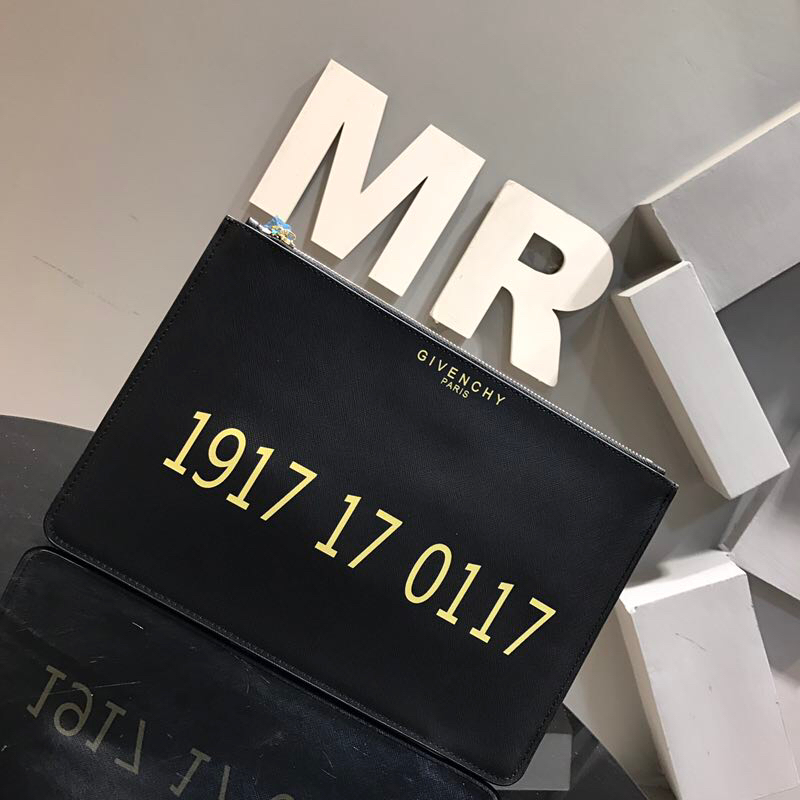 MR
GIVENCHY
PARIS
1917 17 0117